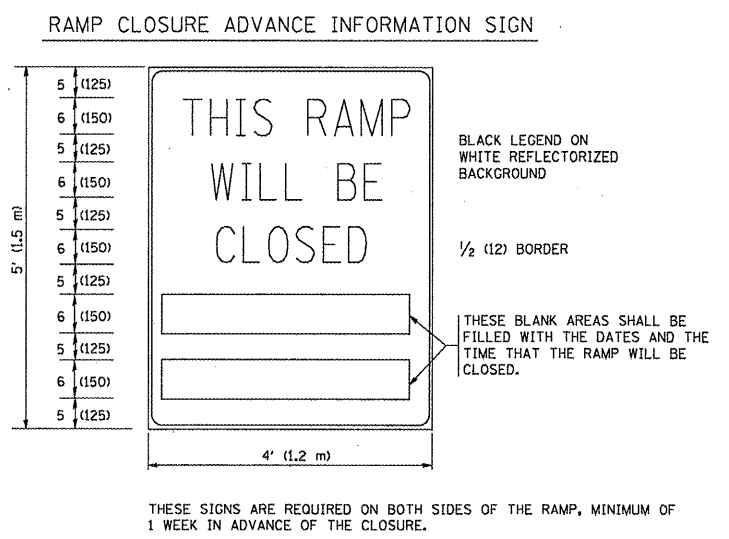 RAMP CLOSURE ADVANCE INFORMATION SIGN
5 (125)
6 (150)
5 (125)
6 (150)
5 (125)
6 (150)
5 (125)
6 (150)
5 (125)
6 (150)
5 (125)
5' (1.5 m)
THIS RAMP
WILL BE
CLOSED
BLACK LEGEND ON
WHITE REFLECTORIZED
BACKGROUND
1/2 (12) BORDER
THESE BLANK AREAS SHALL BE
FILLED WITH THE DATES AND THE
TIME THAT THE RAMP WILL BE
CLOSED.
4' (1.2 m)
THESE SIGNS ARE REQUIRED ON BOTH SIDES OF THE RAMP, MINIMUM OF
1 WEEK IN ADVANCE OF THE CLOSURE.